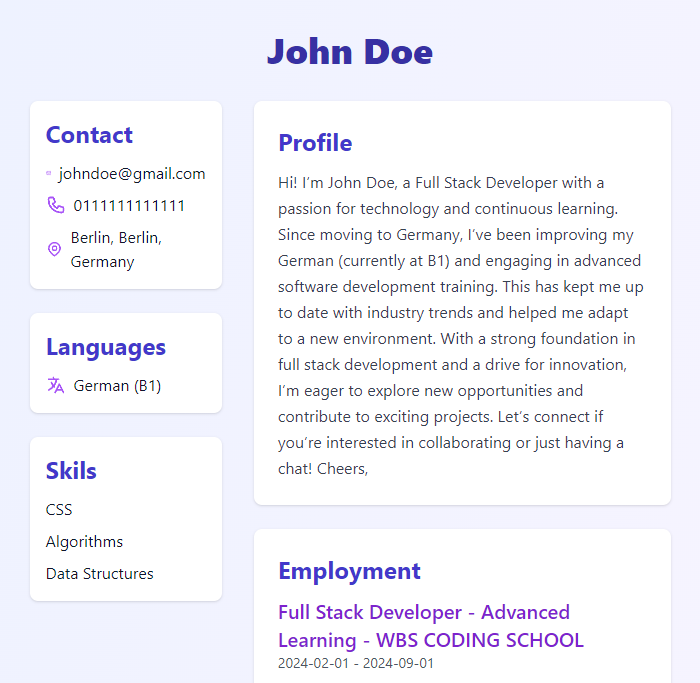 John Doe
Contact
johndoe@gmail.com
0111111111111
Berlin, Berlin,
Germany
Languages
German (B1)
Skils
CSS
Algorithms
Data Structures
Profile
Hi! I’m John Doe, a Full Stack Developer with a
passion for technology and continuous learning.
Since moving to Germany, I’ve been improving my
German (currently at B1) and engaging in advanced
software development training. This has kept me up
to date with industry trends and helped me adapt
to a new environment. With a strong foundation in
full stack development and a drive for innovation,
I’m eager to explore new opportunities and
contribute to exciting projects. Let’s connect if
you’re interested in collaborating or just having a
chat! Cheers,
Employment
Full Stack Developer - Advanced
Learning - WBS CODING SCHOOL
2024-02-01 - 2024-09-01